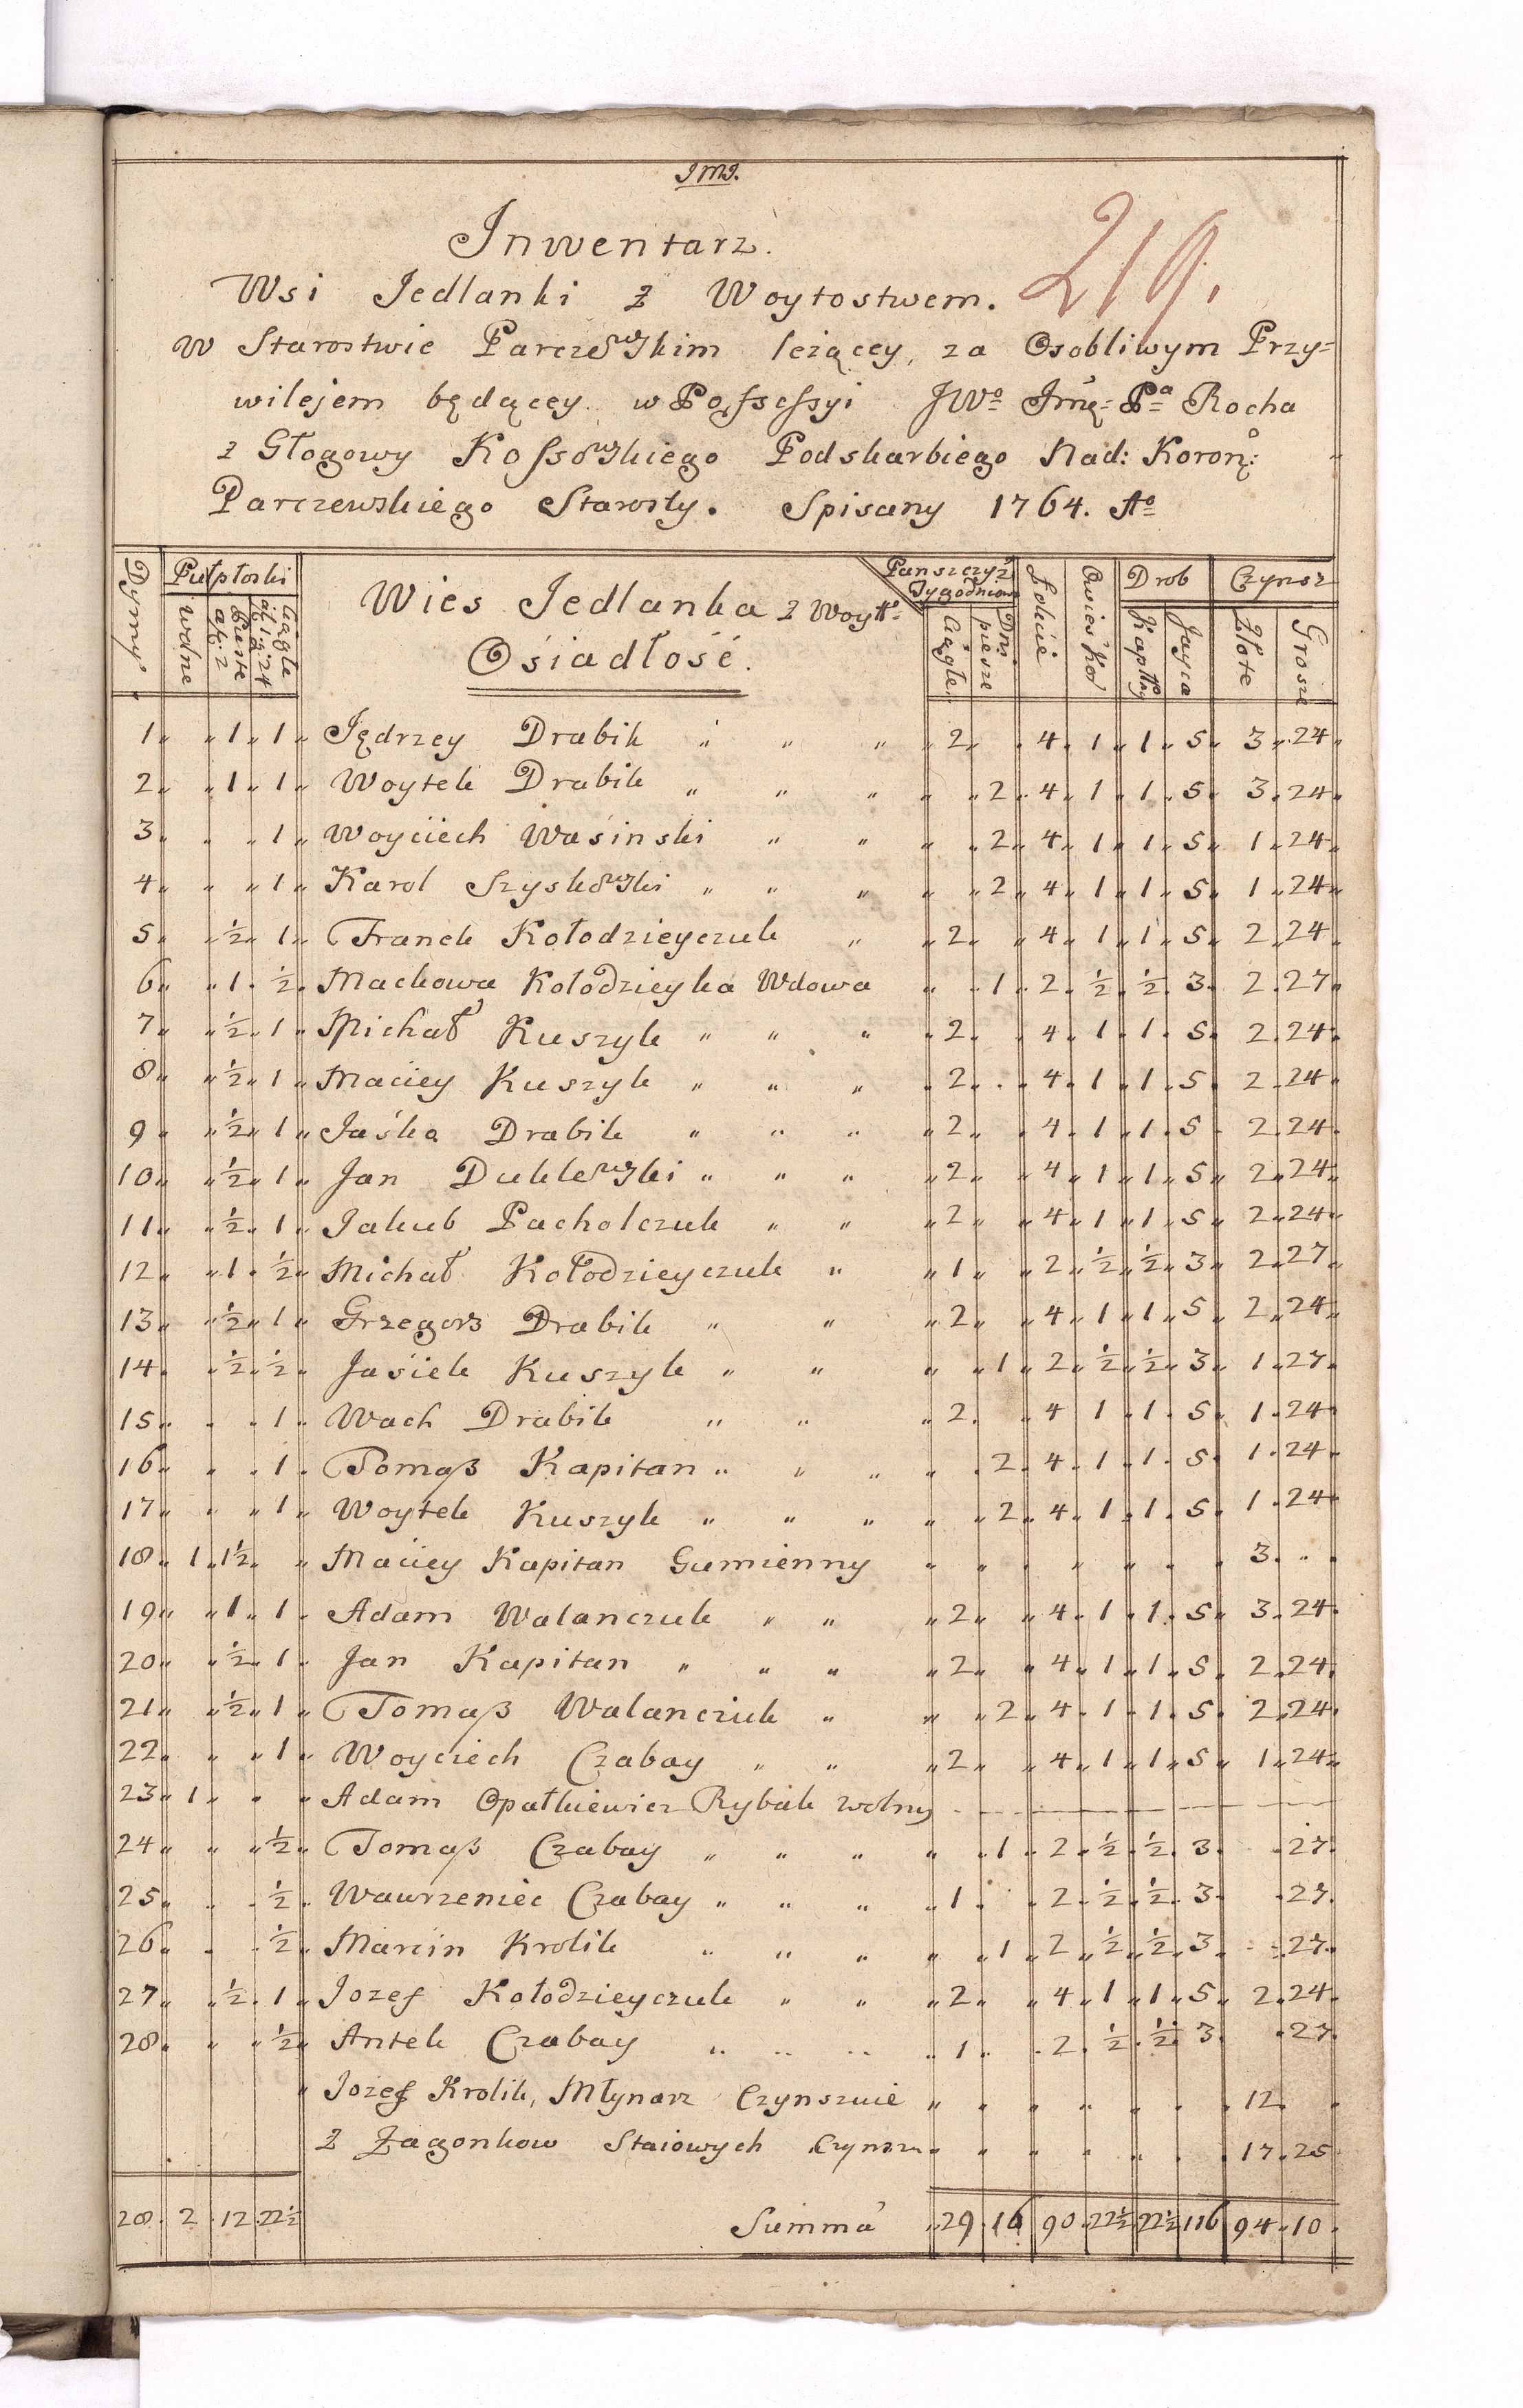 JMJ.
Inwentarz.
219.
Wsi Jedlanki z Woytostwem.
W Starostwie Parczewskim leżącey, za Osobliwym Przy=
wilejem będącey w Possessyi JWo Jmę: Pa Rocha
z Głogowy Kossowskiego Podskarbiego Nad: Koronę:
Parczewskiego Starosty. Spisany 1764. Ao
Dymy Pułpłoski Wies Jedlanka z Woytt Panszczyz Tygodniow Łokcie Owies Kor Drob Czynsz
Wolne Puste Ciągłe Osiadłość. Ciągłe Dni piesze Kapłny Jayca Złote Grosze
1 „ 1 1 Jędrzey Drabik „ „ „ 2 4 1 1 5 3 24
2 „ 1 1 Woytek Drabik „ „ „ „ 2 4 1 1 5 3 24
3 „ „ 1 Woyciech Wasinski „ „ „ 2 4 1 1 5 1 24
4 „ „ 1 Karol Szyskowski „ „ „ „ 2 4 1 1 5 1 24
5 „ ½ 1 Franek Kołodzieyczuk „ 2 „ 4 1 1 5 2 24
6 „ 1 ½ Machowa Kołodzieyka Wdowa „ 1 2 ½ ½ 3 2 27
7 „ ½ 1 Michał Kuszyk „ „ „ 2 4 1 1 5 2 24
8 „ ½ 1 Maciey Kuszyk „ „ „ 2 „ 4 1 1 5 2 24
9 „ ½ 1 Jaśko Drabik „ „ „ 2 4 1 1 5 2 24
10 „ ½ 1 Jan Duklewski „ „ „ 2 4 1 1 5 2 24
11 „ ½ 1 Jakub Pacholczuk „ „ 2 4 1 1 5 2 24
12 „ 1 ½ Michał Kołodzieyczuk „ 1 2 ½ ½ 3 2 27
13 „ ½ 1 Grzegorz Drabik „ „ 2 4 1 1 5 2 24
14 „ ½ ½ Jasiek Kuszyk „ „ „ 1 2 ½ ½ 3 1 27
15 „ „ 1 Wach Drabik „ „ 2 4 1 1 5 1 24
16 „ „ 1 Tomasz Kapitan „ „ „ „ 2 4 1 1 5 1 24
17 „ „ 1 Woytek Kuszyk „ „ „ „ 2 4 1 1 5 1 24
18 1 1½ „ Maciey Kapitan Gumienny „ „ „ „ „ „ 3 „
19 „ 1 1 Adam Walanczuk „ „ 2 4 1 1 5 3 24
20 „ ½ 1 Jan Kapitan „ „ „ 2 4 1 1 5 2 24
21 „ ½ 1 Tomasz Walanczuk „ „ 2 4 1 1 5 2 24
22 „ „ 1 Woyciech Czabay „ „ 2 4 1 1 5 1 24
23 1 „ „ Adam Opatkiewicz Rybak wolny
24 „ „ ½ Tomasz Czabay „ „ „ „ 1 2 ½ ½ 3 27
25 „ „ ½ Wawrzeniec Czabay „ „ „ 1 2 ½ ½ 3 27
26 „ „ ½ Marcin Krolik „ „ „ „ 1 2 ½ ½ 3 „ 27
27 „ ½ 1 Jozef Kołodzieyczuk „ „ 2 4 1 1 5 2 24
28 „ „ ½ Antek Czabay „ „ „ 1 2 ½ ½ 3 27
Jozef Krolik, Młynarz Czynszuie „ „ „ „ „ „ 12
Z Zagonkow Staiowych Czynszu „ „ „ „ „ „ 17 25
28 2 12 22½ Summa 29 16 90 22½ 22½ 116 94 10